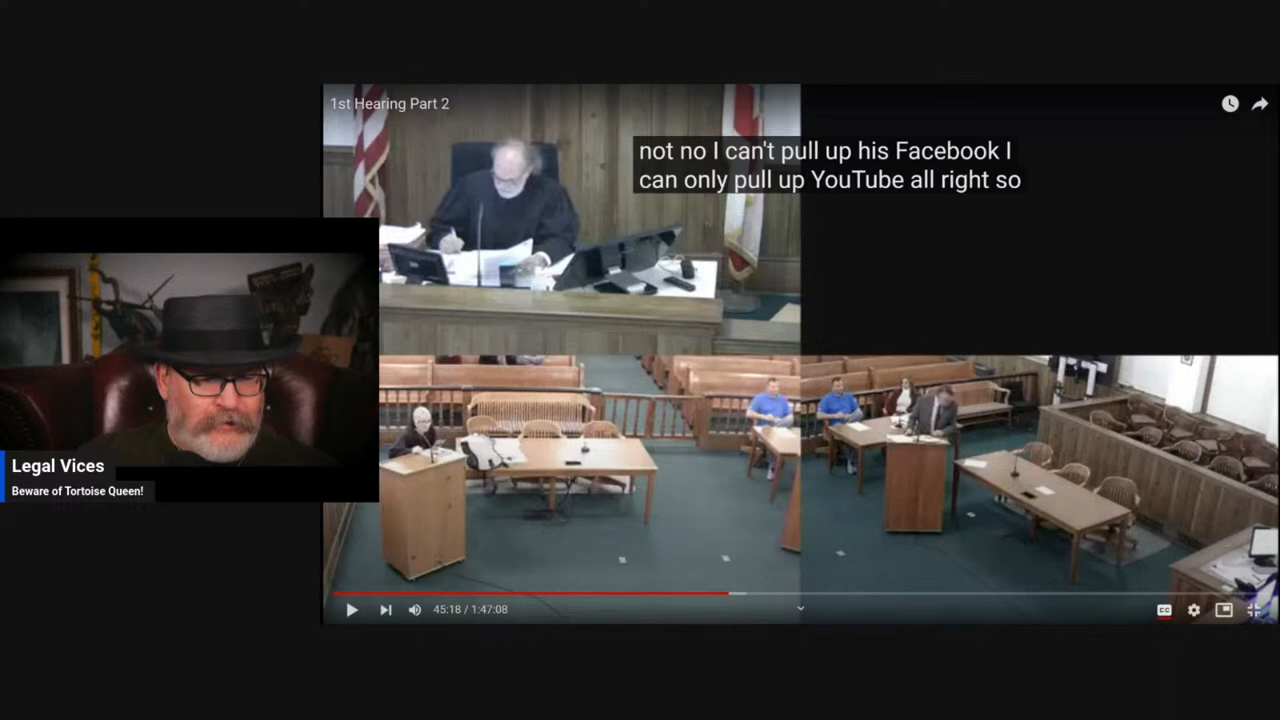 1st Hearing Part 2
not no I can't pull up his Facebook I
can only pull up YouTube all right so
Legal Vices
Beware of Tortoise Queen!
45:18 / 1:47:08
CC